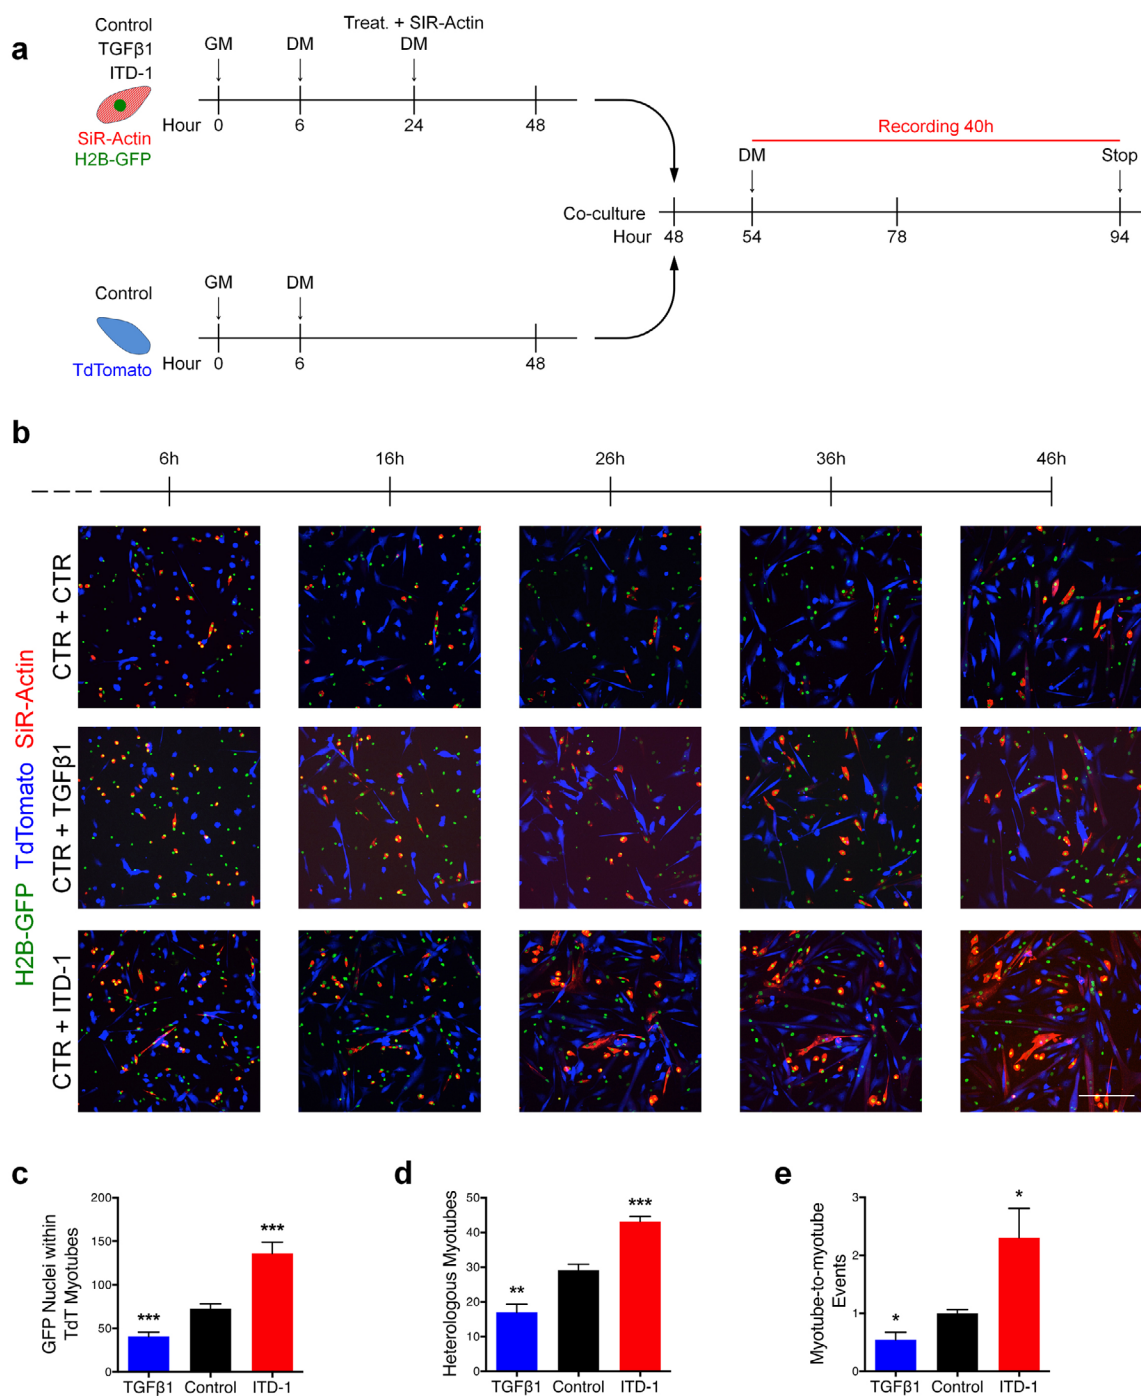 a
Control
TGFβ1
ITD-1
SiR-Actin
H2B-GFP
Treat. + SIR-Actin
GM DM DM
Hour 0 6 24 48
Recording 40h
DM Stop
Co-culture
Hour 48 54 78 94
Control
TdTomato
GM DM
Hour 0 6 48
b
6h 16h 26h 36h 46h
H2B-GFP TdTomato SiR-Actin
CTR + CTR
CTR + TGFβ1
CTR + ITD-1
c
GFP Nuclei within
TdT Myotubes
200
150
100
50
0
*** ***
TGFβ1 Control ITD-1
d
Heterologous Myotubes
50
40
30
20
10
0
** ***
TGFβ1 Control ITD-1
e
Myotube-to-myotube
Events
3
2
1
0
* *
TGFβ1 Control ITD-1